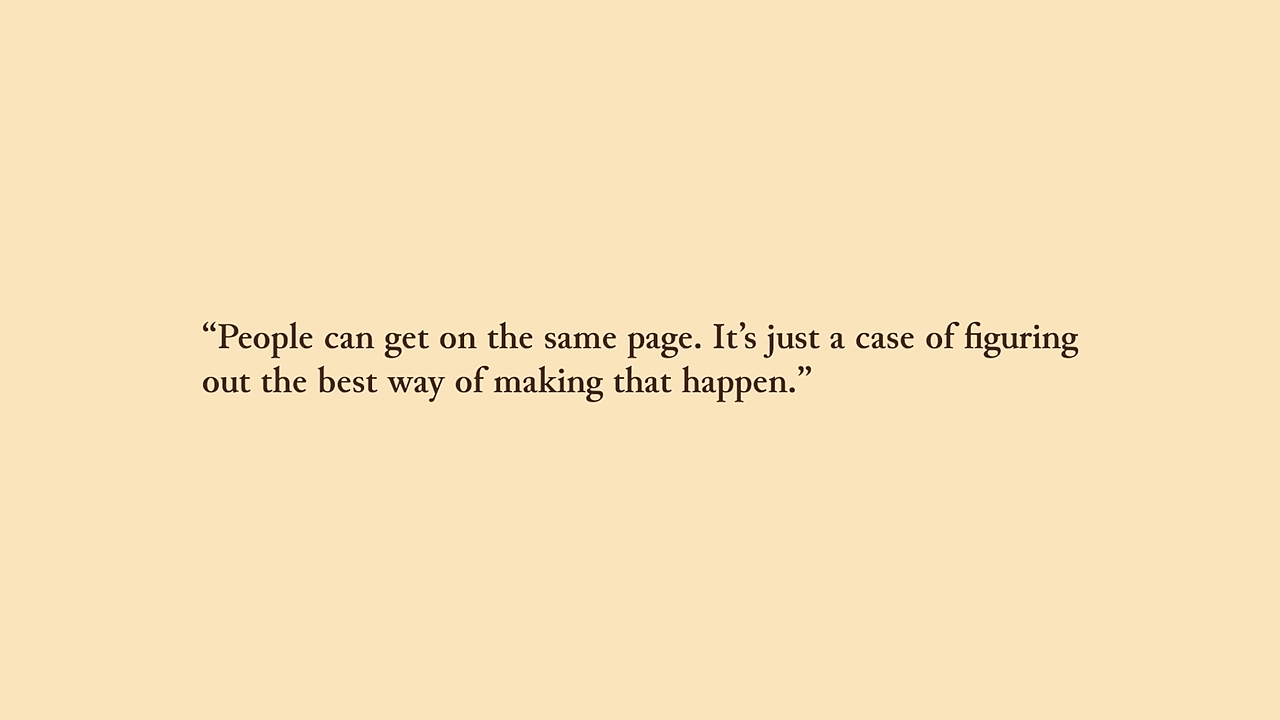 “People can get on the same page. It’s just a case of figuring
out the best way of making that happen.”